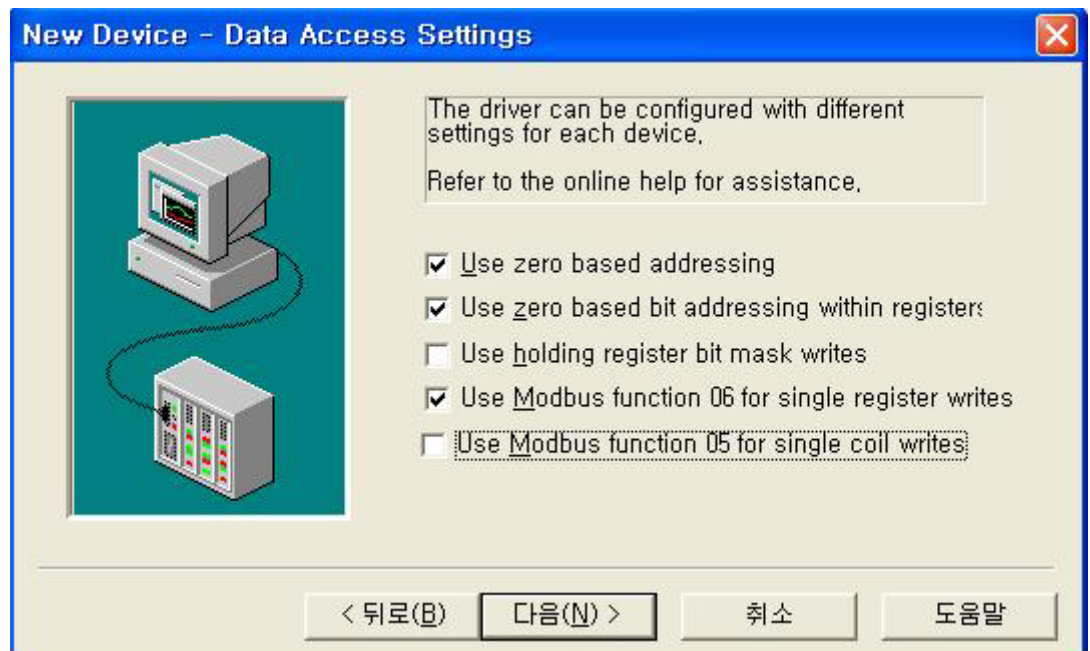 New Device - Data Access Settings
The driver can be configured with different
settings for each device,
Refer to the online help for assistance,
Use zero based addressing
Use zero based bit addressing within registers
Use holding register bit mask writes
Use Modbus function 06 for single register writes
Use Modbus function 05 for single coil writes
< 뒤로(B)
다음(N) >
취소
도움말